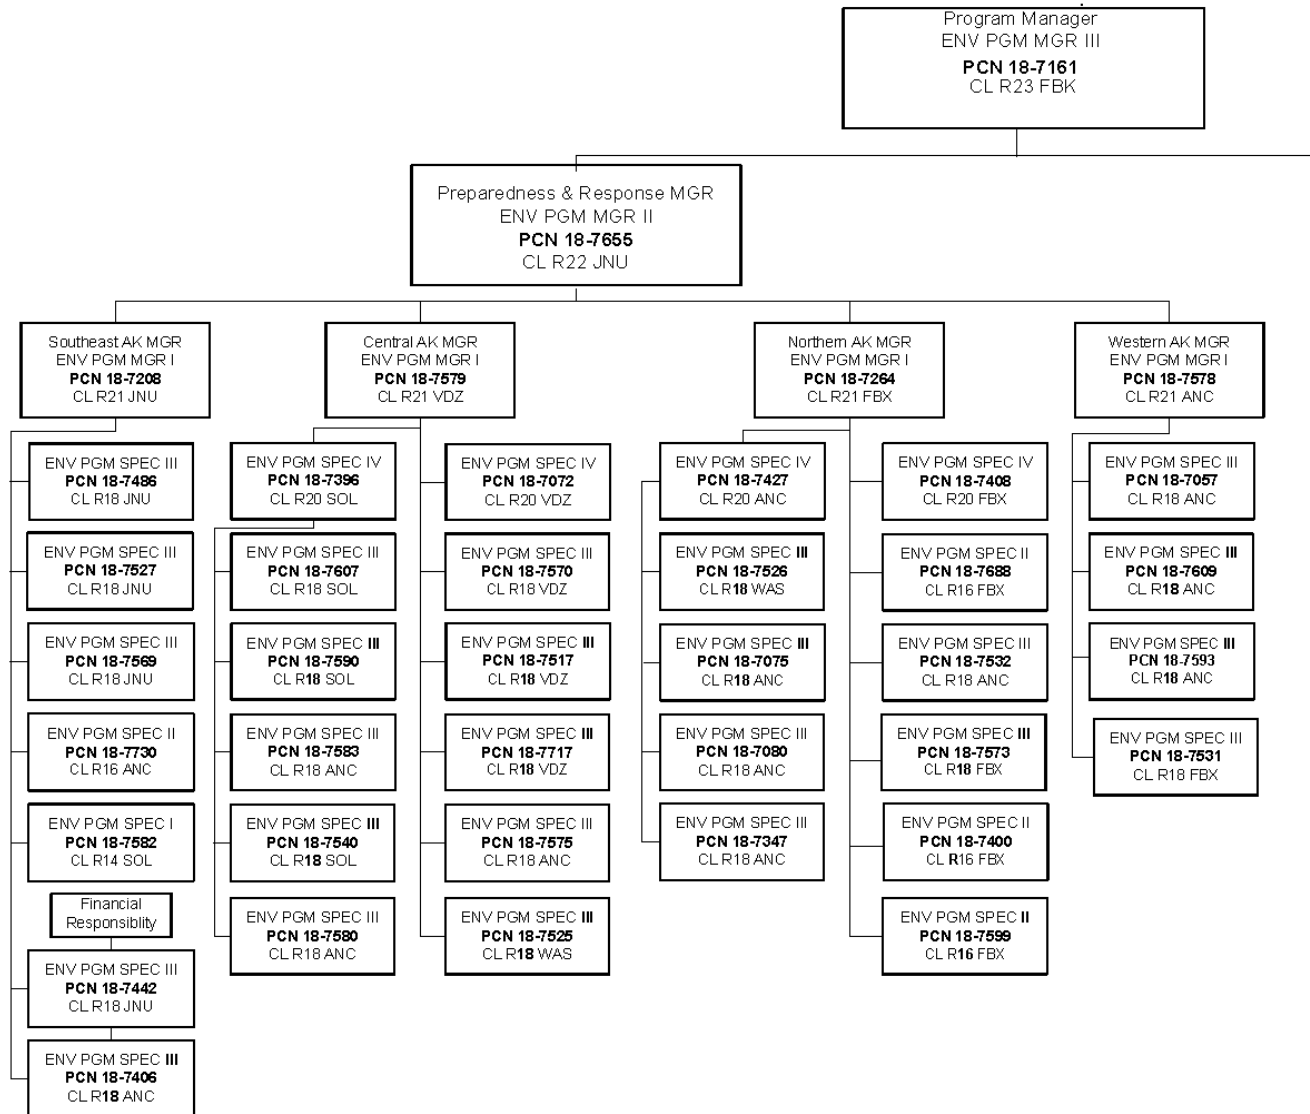 Program Manager
ENV PGM MGR III
PCN 18-7161
CL R23 FBK
Preparedness & Response MGR
ENV PGM MGR II
PCN 18-7655
CL R22 JNU
Southeast AK MGR
ENV PGM MGR I
PCN 18-7208
CL R21 JNU
Central AK MGR
ENV PGM MGR I
PCN 18-7579
CL R21 VDZ
Northern AK MGR
ENV PGM MGR I
PCN 18-7264
CL R21 FBX
Western AK MGR
ENV PGM MGR I
PCN 18-7578
CL R21 ANC
ENV PGM SPEC III
PCN 18-7486
CL R18 JNU
ENV PGM SPEC III
PCN 18-7527
CL R18 JNU
ENV PGM SPEC III
PCN 18-7569
CL R18 JNU
ENV PGM SPEC II
PCN 18-7730
CL R16 ANC
ENV PGM SPEC I
PCN 18-7582
CL R14 SOL
Financial
Responsiblity
ENV PGM SPEC III
PCN 18-7442
CL R18 JNU
ENV PGM SPEC III
PCN 18-7406
CL R18 ANC
ENV PGM SPEC IV
PCN 18-7396
CL R20 SOL
ENV PGM SPEC III
PCN 18-7607
CL R18 SOL
ENV PGM SPEC III
PCN 18-7590
CL R18 SOL
ENV PGM SPEC III
PCN 18-7583
CL R18 ANC
ENV PGM SPEC III
PCN 18-7540
CL R18 SOL
ENV PGM SPEC III
PCN 18-7580
CL R18 ANC
ENV PGM SPEC IV
PCN 18-7072
CL R20 VDZ
ENV PGM SPEC III
PCN 18-7570
CL R18 VDZ
ENV PGM SPEC III
PCN 18-7517
CL R18 VDZ
ENV PGM SPEC III
PCN 18-7717
CL R18 VDZ
ENV PGM SPEC III
PCN 18-7575
CL R18 ANC
ENV PGM SPEC III
PCN 18-7525
CL R18 WAS
ENV PGM SPEC IV
PCN 18-7427
CL R20 ANC
ENV PGM SPEC III
PCN 18-7526
CL R18 WAS
ENV PGM SPEC III
PCN 18-7075
CL R18 ANC
ENV PGM SPEC III
PCN 18-7080
CL R18 ANC
ENV PGM SPEC III
PCN 18-7347
CL R18 ANC
ENV PGM SPEC IV
PCN 18-7408
CL R20 FBX
ENV PGM SPEC II
PCN 18-7688
CL R16 FBX
ENV PGM SPEC III
PCN 18-7532
CL R18 ANC
ENV PGM SPEC III
PCN 18-7573
CL R18 FBX
ENV PGM SPEC II
PCN 18-7400
CL R16 FBX
ENV PGM SPEC II
PCN 18-7599
CL R16 FBX
ENV PGM SPEC III
PCN 18-7057
CL R18 ANC
ENV PGM SPEC III
PCN 18-7609
CL R18 ANC
ENV PGM SPEC III
PCN 18-7593
CL R18 ANC
ENV PGM SPEC III
PCN 18-7531
CL R18 FBX